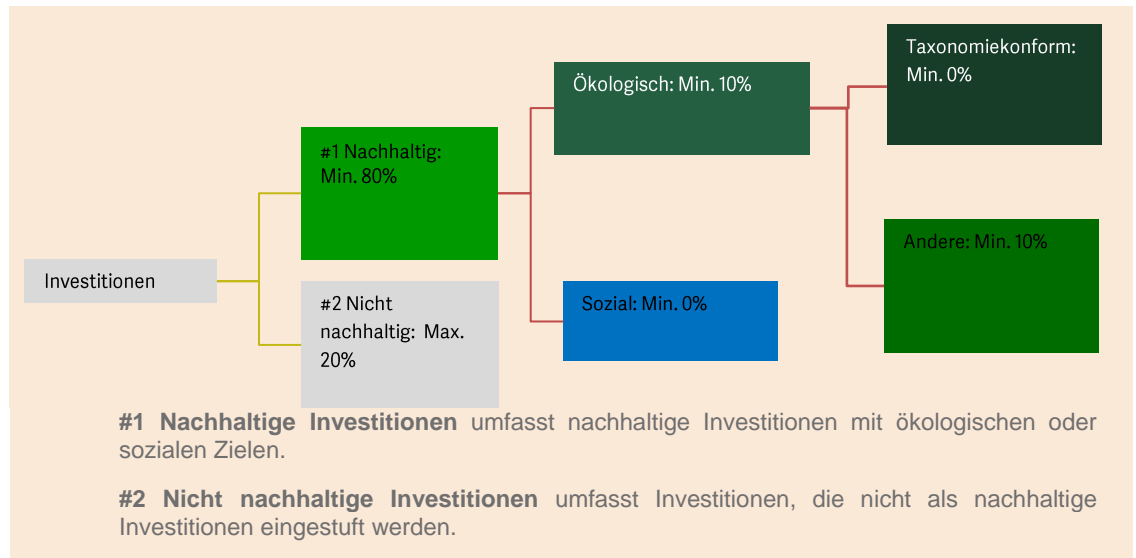 Taxonomiekonform:
Min. 0%
Ökologisch: Min. 10%
#1 Nachhaltig:
Min. 80%
Andere: Min. 10%
Investitionen
#2 Nicht
nachhaltig: Max.
20%
Sozial: Min. 0%
#1 Nachhaltige Investitionen umfasst nachhaltige Investitionen mit ökologischen oder
sozialen Zielen.
#2 Nicht nachhaltige Investitionen umfasst Investitionen, die nicht als nachhaltige
Investitionen eingestuft werden.